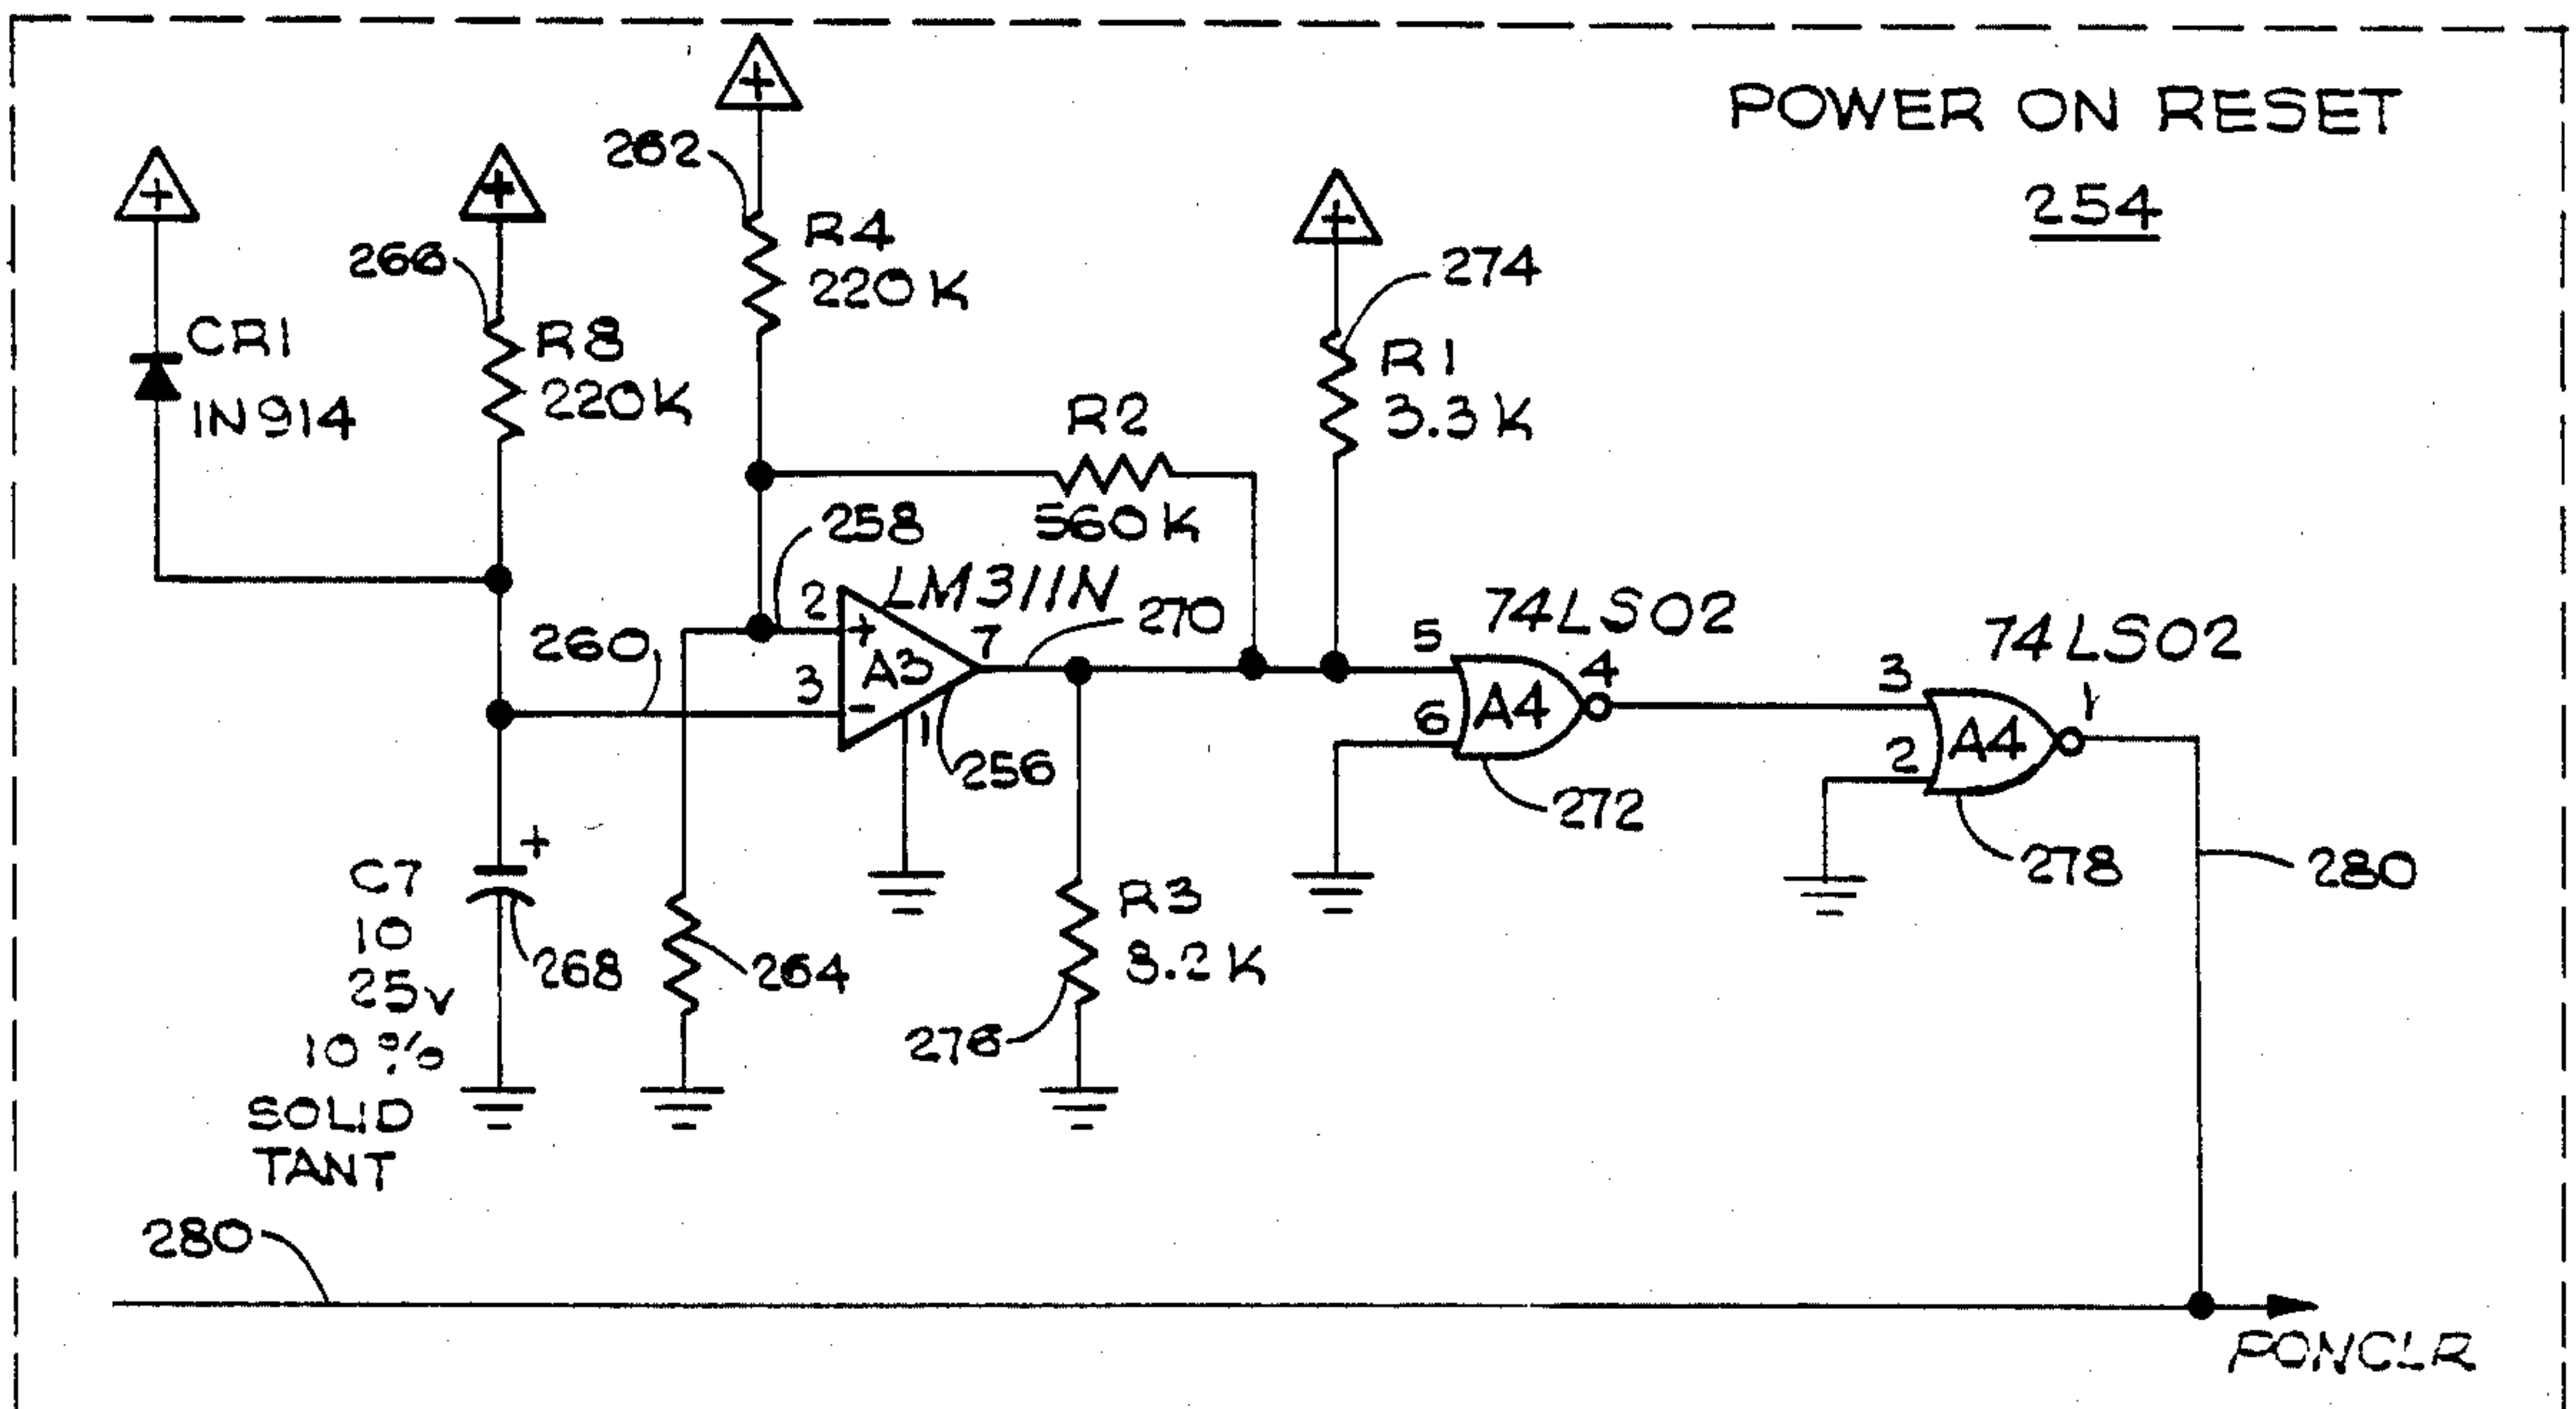 POWER ON RESET
254
+
+
+
+
262
R4
220K
266
R8
220K
CR1
IN914
274
R1
3.3K
R2
560K
258
LM311N
2
+
3
-
A3
7
1
270
260
256
74LS02
5
6
A4
4
272
74LS02
3
2
A4
1
278
280
+
C7
10
25v
10%
SOLID
TANT
268
264
R3
8.2K
276
280
PONCLR